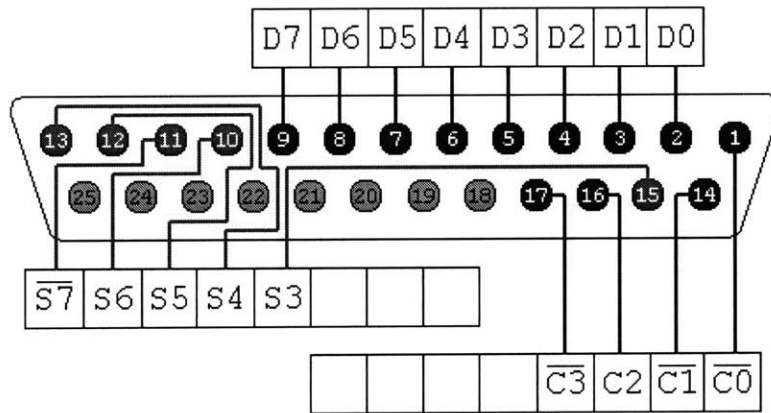 D7 D6 D5 D4 D3 D2 D1 D0
13 12 11 10 9 8 7 6 5 4 3 2 1
25 24 23 22 21 20 19 18 17 16 15 14
S̅7̅ S6 S5 S4 S3
C̅3̅ C2 C̅1̅ C̅0̅